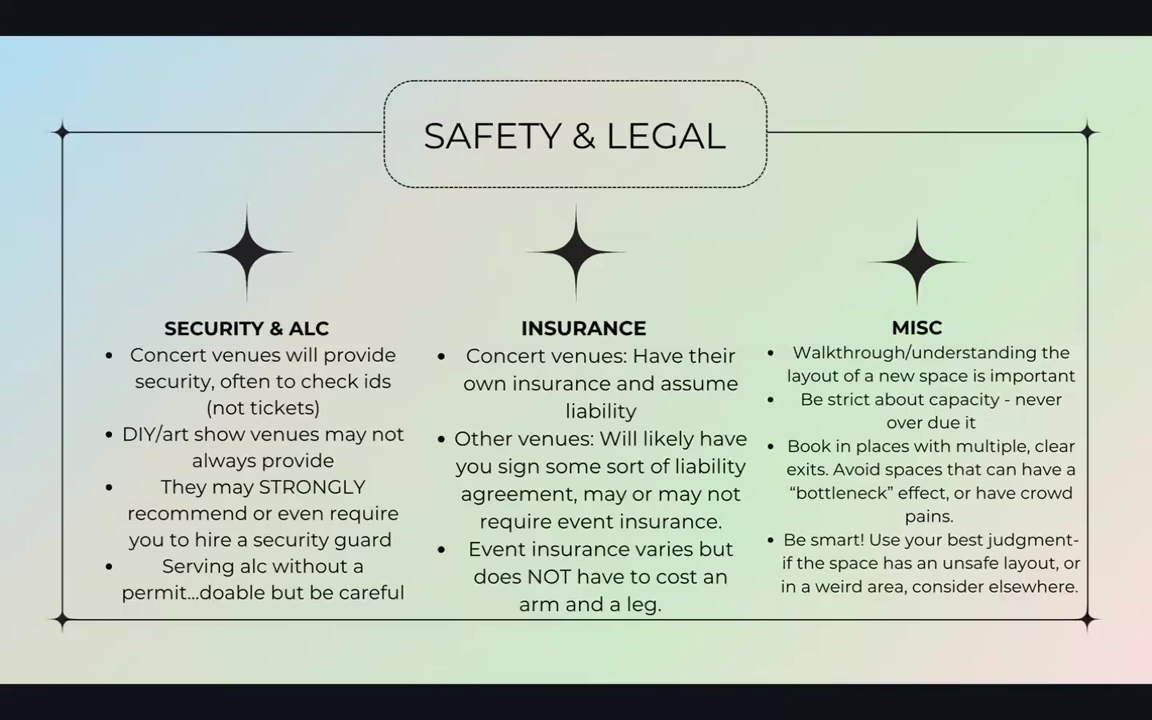 SAFETY & LEGAL
SECURITY & ALC
• Concert venues will provide
security, often to check ids
(not tickets)
• DIY/art show venues may not
always provide
• They may STRONGLY
recommend or even require
you to hire a security guard
• Serving alc without a
permit...doable but be careful
INSURANCE
• Concert venues: Have their
own insurance and assume
liability
• Other venues: Will likely have
you sign some sort of liability
agreement, may or may not
require event insurance.
• Event insurance varies but
does NOT have to cost an
arm and a leg.
MISC
• Walkthrough/understanding the
layout of a new space is important
• Be strict about capacity - never
over due it
• Book in places with multiple, clear
exits. Avoid spaces that can have a
“bottleneck” effect, or have crowd
pains.
• Be smart! Use your best judgment-
if the space has an unsafe layout, or
in a weird area, consider elsewhere.